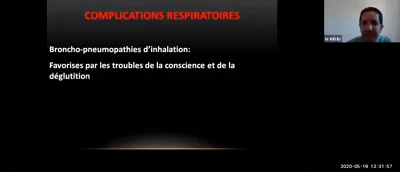 COMPLICATIONS RESPIRATOIRES
Broncho-pneumopathies d’inhalation:
Favorises par les troubles de la conscience et de la
déglutition
2020-05-19 13:31:57